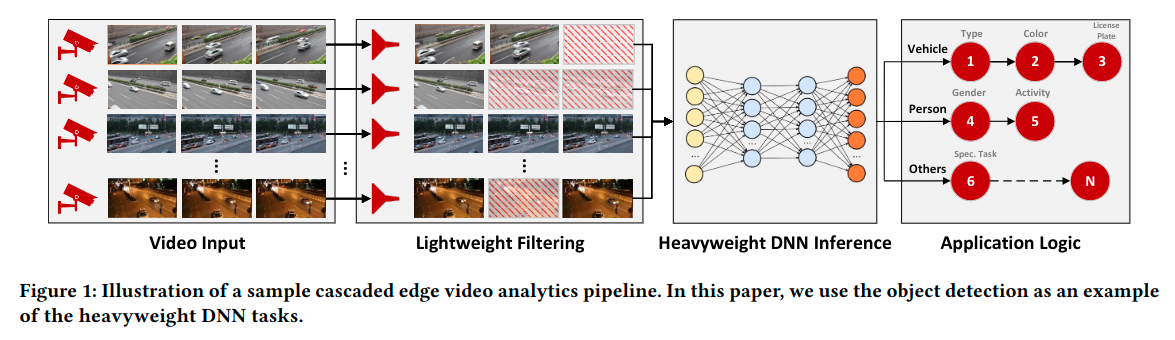 Vehicle
Type
1
Color
2
License
Plate
3
Person
Gender
4
Activity
5
Others
Spec. Task
6
N
...
...
...
...
Video Input
Lightweight Filtering
Heavyweight DNN Inference
Application Logic
Figure 1: Illustration of a sample cascaded edge video analytics pipeline. In this paper, we use the object detection as an example
of the heavyweight DNN tasks.